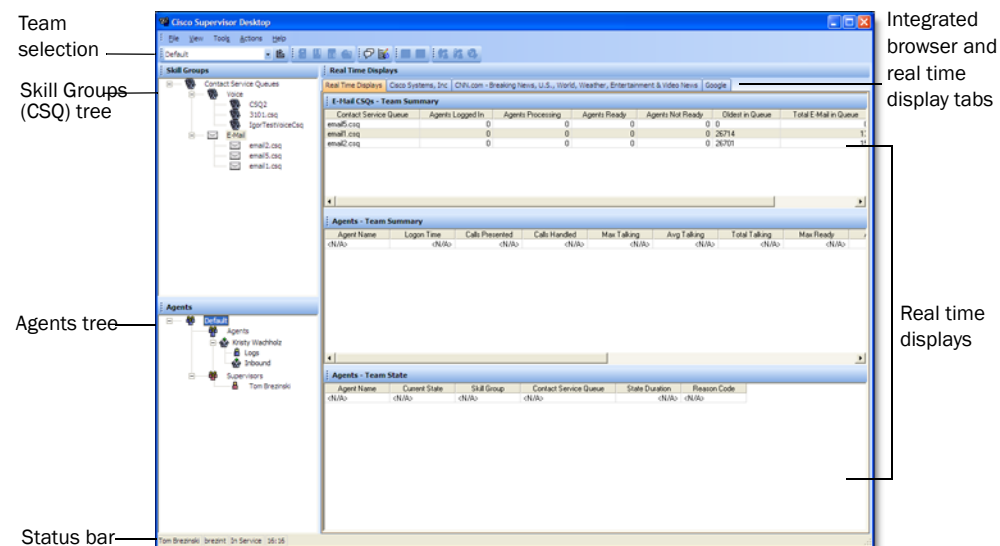 Team
selection
Skill Groups
(CSQ) tree
Agents tree
Status bar
Cisco Supervisor Desktop
File View Tools Actions Help
Default
Skill Groups
Contact Service Queues
Voice
CSQ2
3101.csq
IgorTestVoiceCsq
E-Mail
email2.csq
email5.csq
email1.csq
Agents
Default
Agents
Kristy Wachholz
Logs
Inbound
Supervisors
Tom Brezinski
Real Time Displays
Real Time Displays Cisco Systems, Inc CNN.com - Breaking News, U.S., World, Weather, Entertainment & Video News Google
E-Mail CSQs - Team Summary
Contact Service Queue Agents Logged In Agents Processing Agents Ready Agents Not Ready Oldest in Queue Total E-Mail in Queue
email5.csq 0 0 0 0 0
email1.csq 0 0 0 0 26714
email2.csq 0 0 0 0 26701
Agents - Team Summary
Agent Name Logon Time Calls Presented Calls Handled Max Talking Avg Talking Total Talking Max Ready
<N/A> <N/A> <N/A> <N/A> <N/A> <N/A> <N/A> <N/A>
Agents - Team State
Agent Name Current State Skill Group Contact Service Queue State Duration Reason Code
<N/A> <N/A> <N/A> <N/A> <N/A> <N/A>
Tom Brezinski brezint In Service 16:16
Integrated
browser and
real time
display tabs
Real time
displays